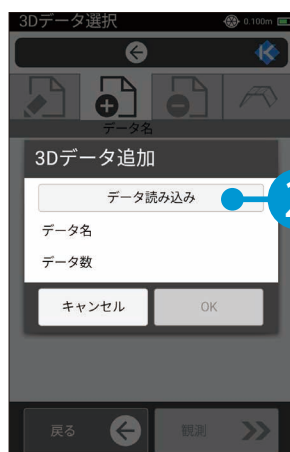 3Dデータ選択 0.100m
データ名
3Dデータ追加
データ読み込み
データ名
データ数
キャンセル OK
戻る 観測